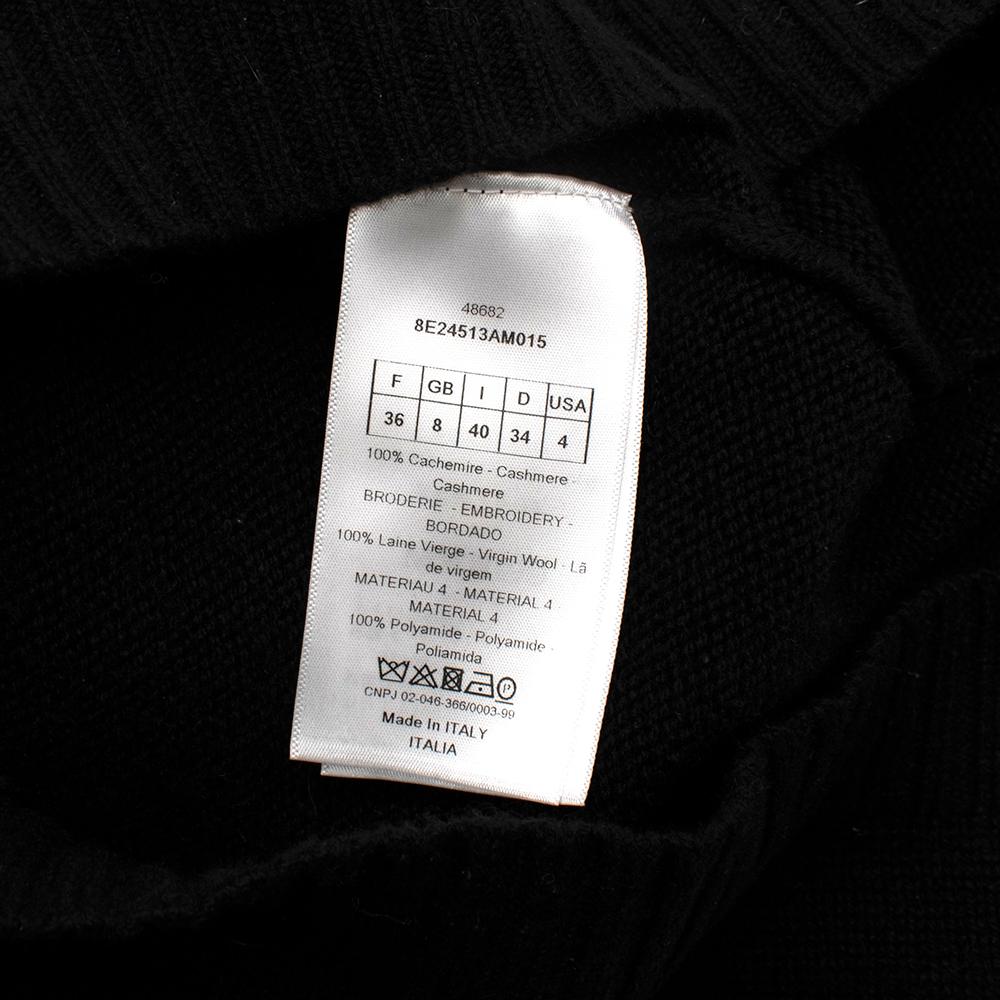 48682
8E24513AM015
F GB I D USA
36 8 40 34 4
100% Cachemire - Cashmere -
Cashmere
BRODERIE - EMBROIDERY -
BORDADO
100% Laine Vierge - Virgin Wool - Lã
de virgem
MATERIAU 4 - MATERIAL 4 -
MATERIAL 4
100% Polyamide - Polyamide -
Poliamida
P
CNPJ 02-046-366/0003-99
Made In ITALY
ITALIA